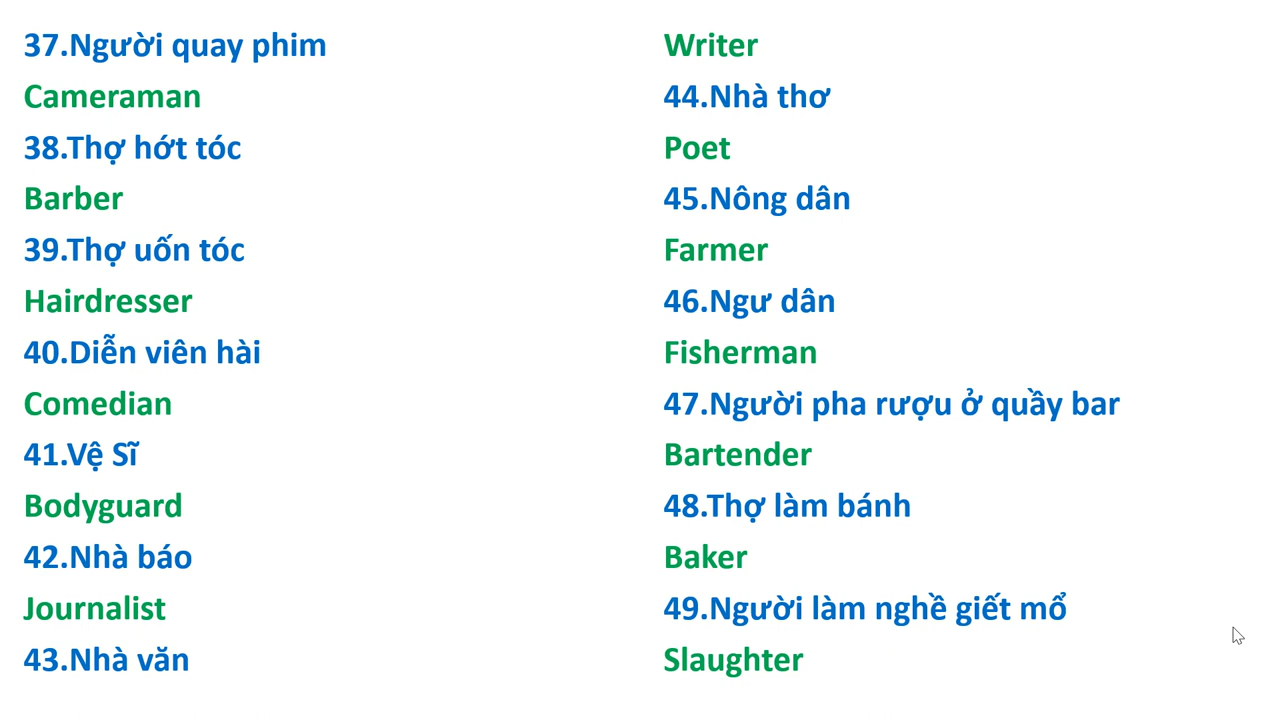 37.Người quay phim
Cameraman
38.Thợ hớt tóc
Barber
39.Thợ uốn tóc
Hairdresser
40.Diễn viên hài
Comedian
41.Vệ Sĩ
Bodyguard
42.Nhà báo
Journalist
43.Nhà văn
Writer
44.Nhà thơ
Poet
45.Nông dân
Farmer
46.Ngư dân
Fisherman
47.Người pha rượu ở quầy bar
Bartender
48.Thợ làm bánh
Baker
49.Người làm nghề giết mổ
Slaughter